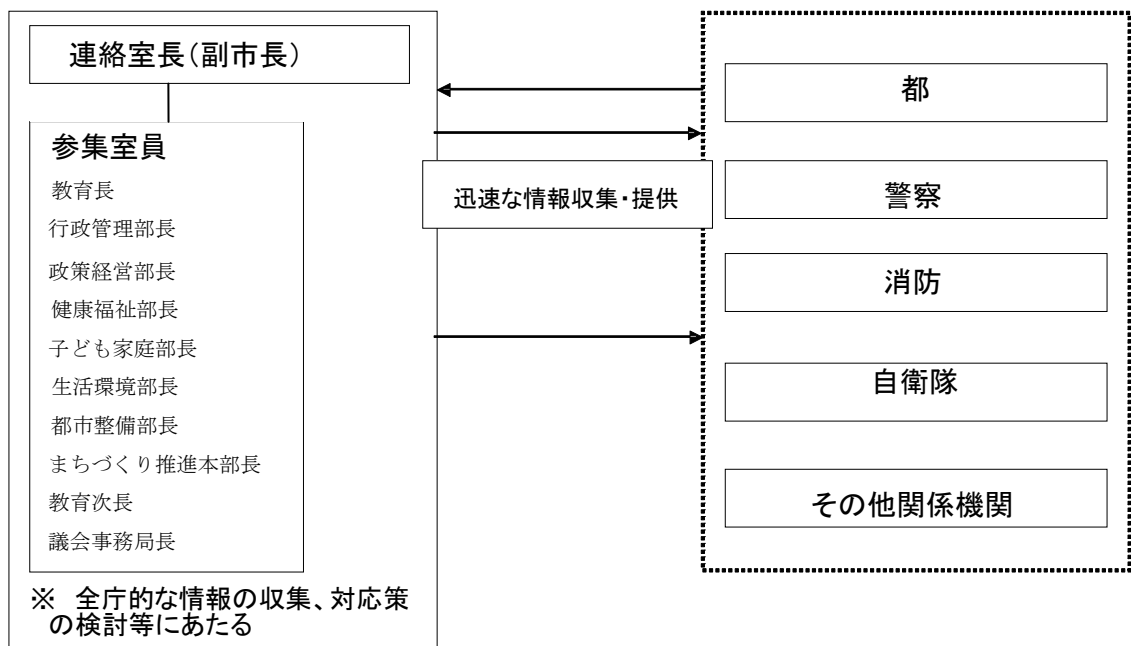 連絡室長(副市長)
参集室員
教育長
行政管理部長
政策経営部長
健康福祉部長
子ども家庭部長
生活環境部長
都市整備部長
まちづくり推進本部長
教育次長
議会事務局長
※ 全庁的な情報の収集、対応策
の検討等にあたる
迅速な情報収集・提供
都
警察
消防
自衛隊
その他関係機関